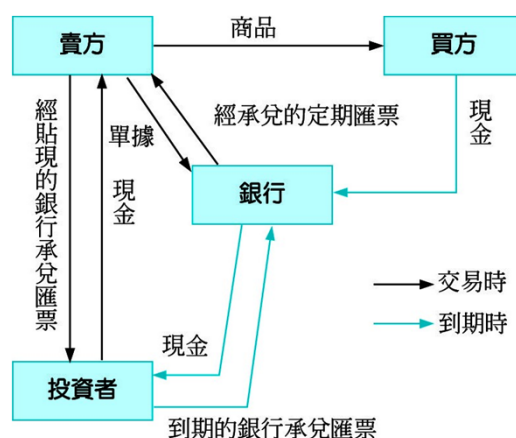 商品
賣方
買方
經承兌的定期匯票
單據
現金
經貼現的銀行承兌匯票
現金
銀行
交易時
到期時
現金
投資者
到期的銀行承兌匯票